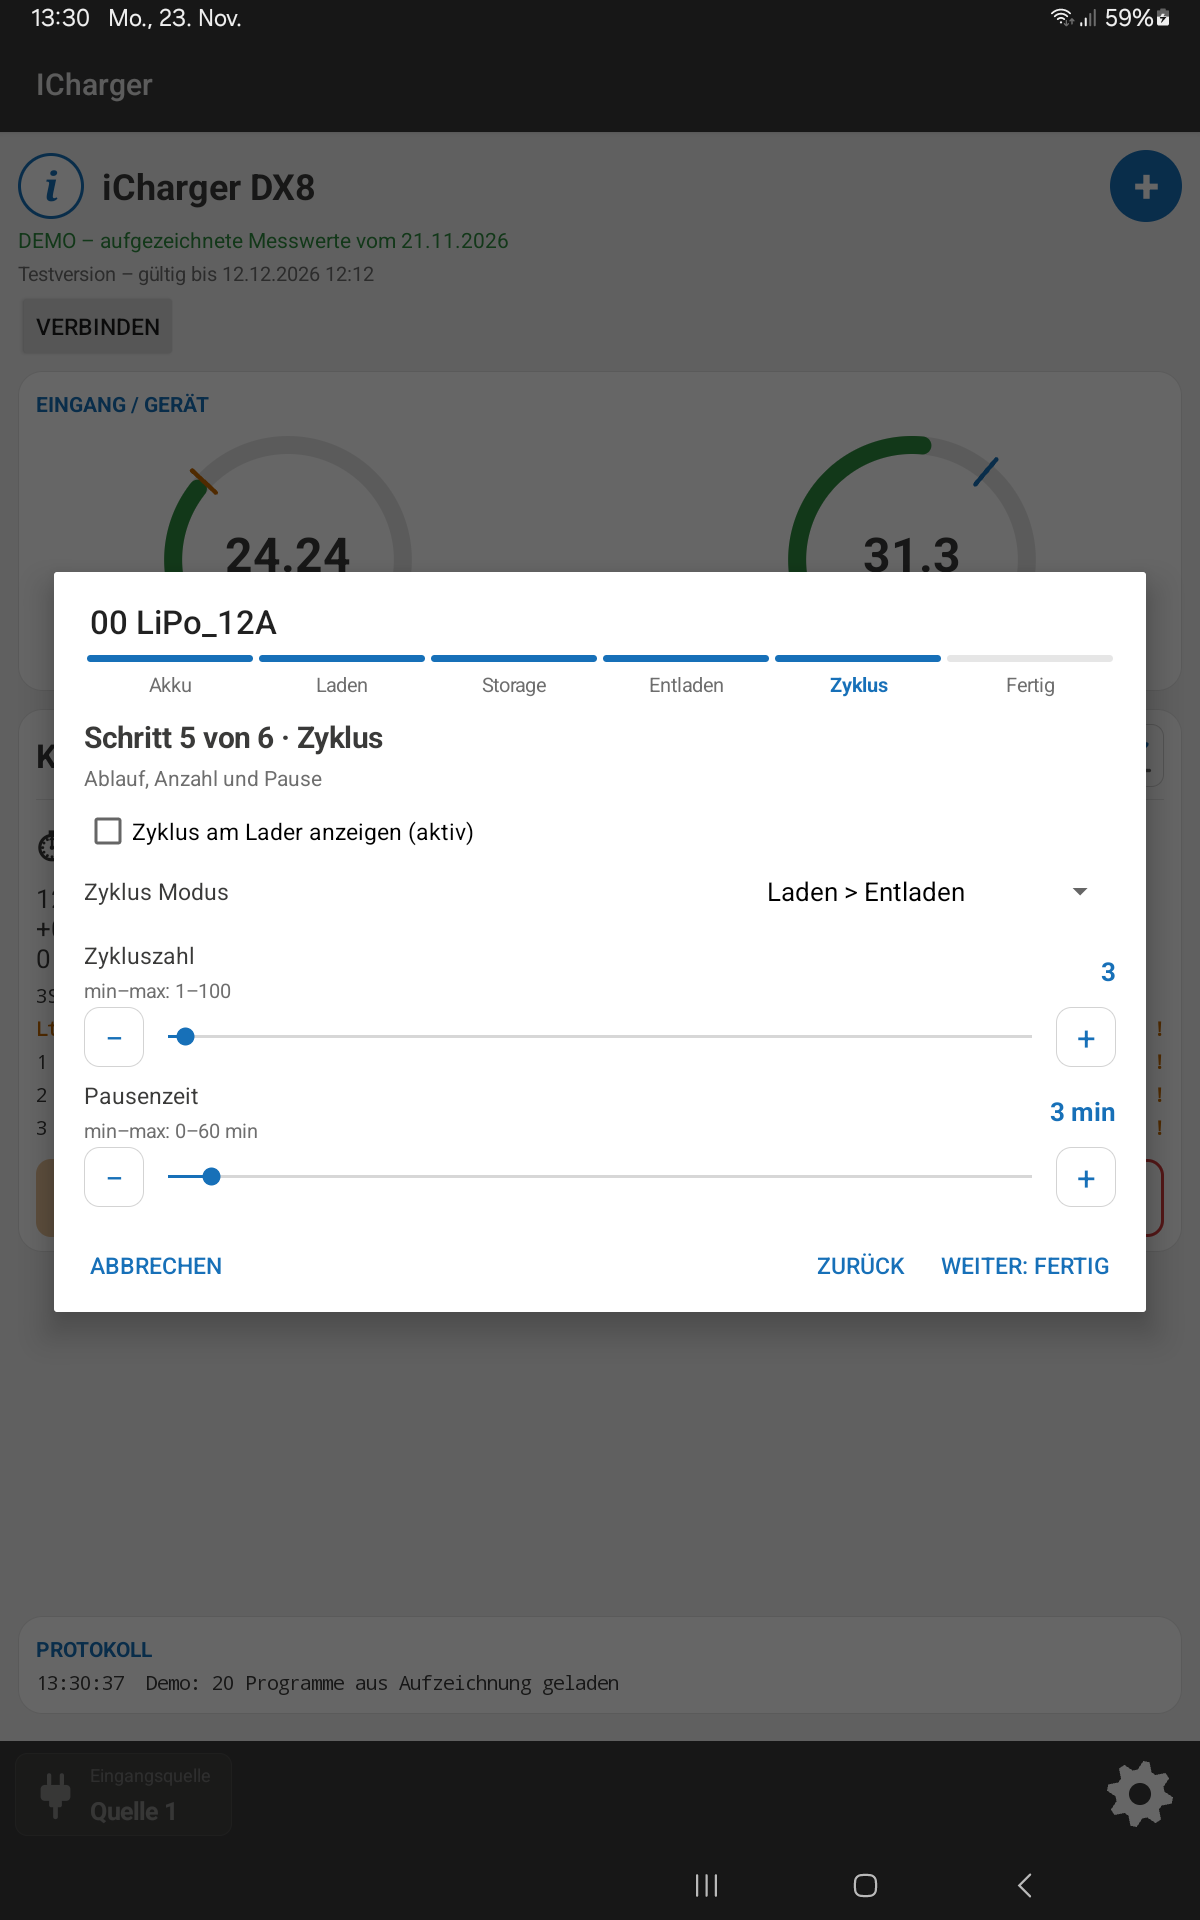 13:30 Mo., 23. Nov.
59%
ICharger
i iCharger DX8
+
DEMO – aufgezeichnete Messwerte vom 21.11.2026
Testversion – gültig bis 12.12.2026 12:12
VERBINDEN
EINGANG / GERÄT
24.24
31.3
00 LiPo_12A
Akku
Laden
Storage
Entladen
Zyklus
Fertig
Schritt 5 von 6 · Zyklus
Ablauf, Anzahl und Pause
Zyklus am Lader anzeigen (aktiv)
Zyklus Modus
Laden > Entladen
Zykluszahl
3
min–max: 1–100
−
+
Pausenzeit
3 min
min–max: 0–60 min
−
+
ABBRECHEN
ZURÜCK
WEITER: FERTIG
0
1 !
2 !
3 !
PROTOKOLL
13:30:37 Demo: 20 Programme aus Aufzeichnung geladen
Eingangsquelle
Quelle 1